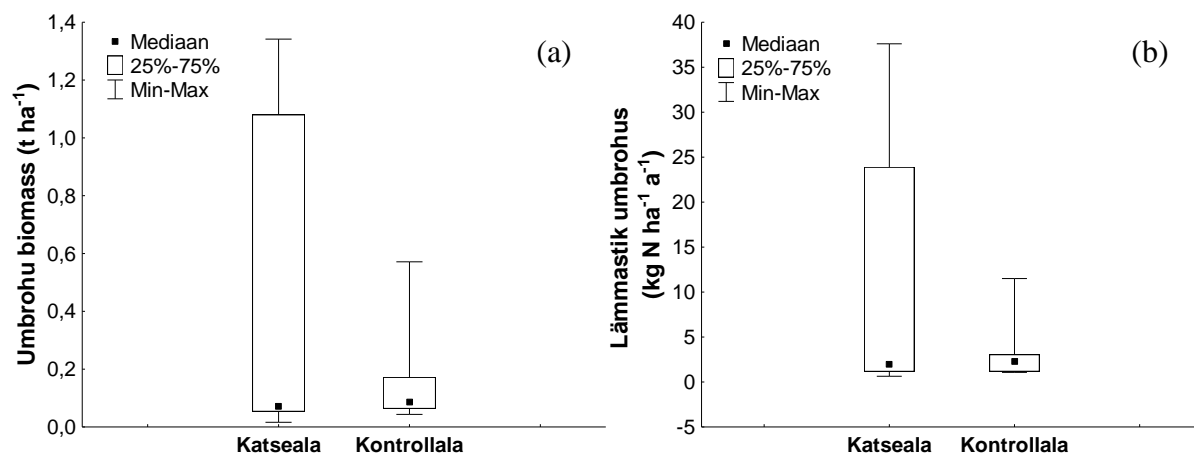 1,4
1,2
1,0
0,8
0,6
0,4
0,2
0,0
Umbrohu biomass (t ha⁻¹)
Mediaan
25%-75%
Min-Max
(a)
Katseala Kontrollala
40
35
30
25
20
15
10
5
0
-5
Lämmastik umbrohus
(kg N ha⁻¹ a⁻¹)
Mediaan
25%-75%
Min-Max
(b)
Katseala Kontrollala